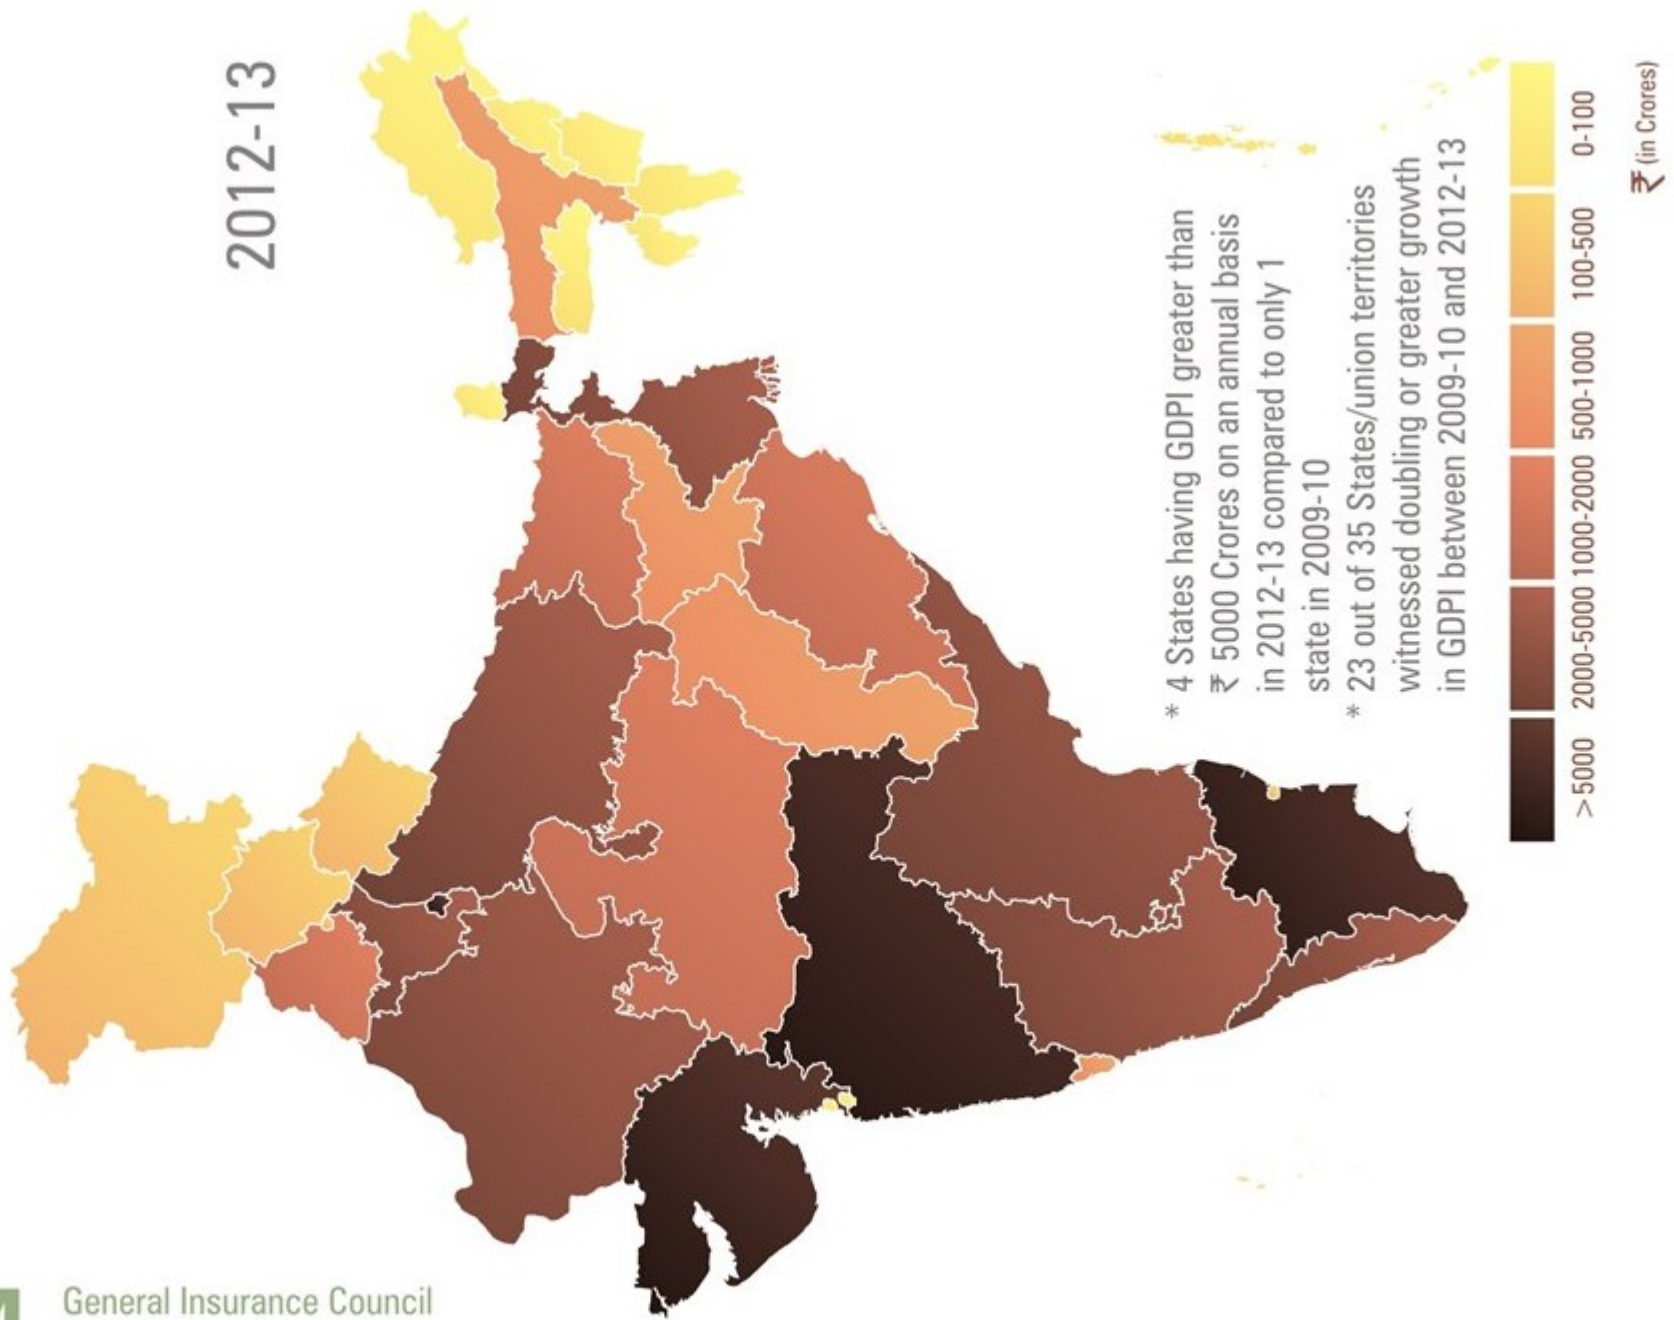 2012-13
* 4 States having GDPI greater than
₹ 5000 Crores on an annual basis
in 2012-13 compared to only 1
state in 2009-10
* 23 out of 35 States/union territories
witnessed doubling or greater growth
in GDPI between 2009-10 and 2012-13
>5000
2000-5000
1000-2000
500-1000
100-500
0-100
₹ (in Crores)
General Insurance Council